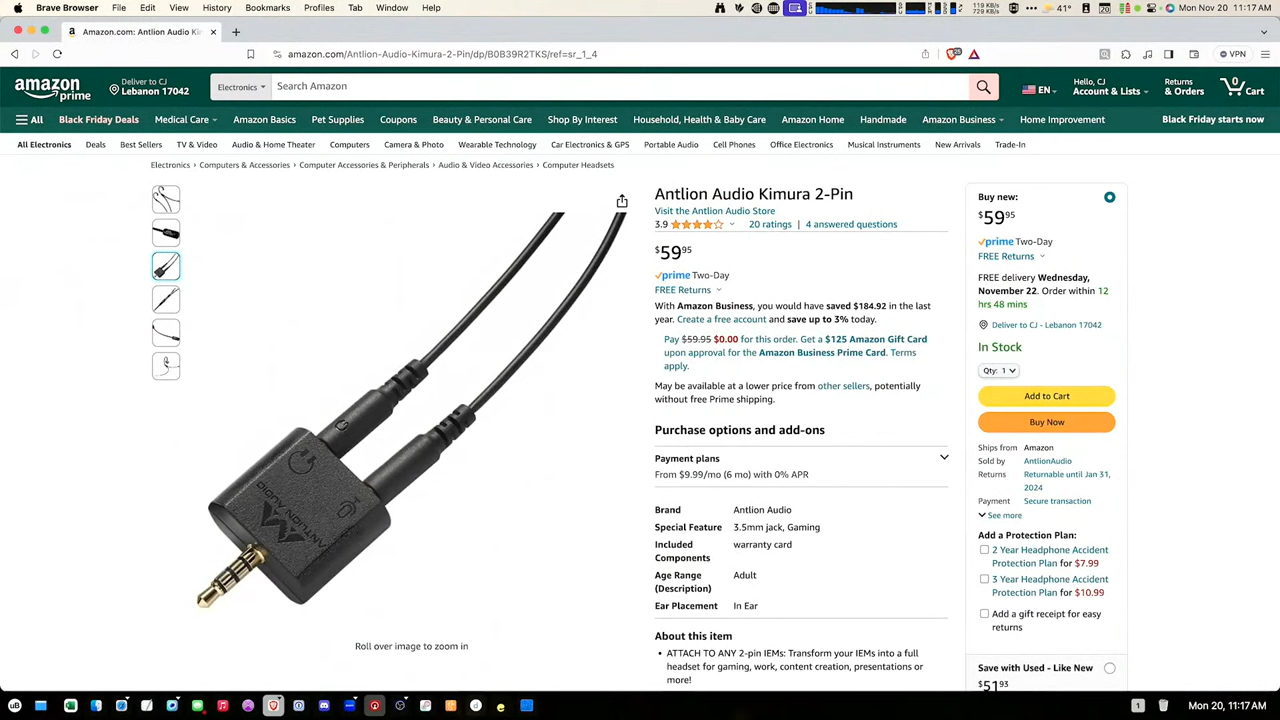 Brave Browser File Edit View History Bookmarks Profiles Tab Window Help
119 KB/s
729 KB/s
41°
Mon Nov 20 11:17 AM
Amazon.com: Antlion Audio Ki
amazon.com/Antlion-Audio-Kimura-2-Pin/dp/B0B39R2TKS/ref=sr_1_4
VPN
amazon
prime
Deliver to CJ
Lebanon 17042
Electronics
Search Amazon
EN
Hello, CJ
Account & Lists
Returns
& Orders
0
Cart
All Black Friday Deals Medical Care Amazon Basics Pet Supplies Coupons Beauty & Personal Care Shop By Interest Household, Health & Baby Care Amazon Home Handmade Amazon Business Home Improvement Black Friday starts now
All Electronics Deals Best Sellers TV & Video Audio & Home Theater Computers Camera & Photo Wearable Technology Car Electronics & GPS Portable Audio Cell Phones Office Electronics Musical Instruments New Arrivals Trade-In
Electronics › Computers & Accessories › Computer Accessories & Peripherals › Audio & Video Accessories › Computer Headsets
ANTLION AUDIO
Roll over image to zoom in
Antlion Audio Kimura 2-Pin
Visit the Antlion Audio Store
3.9 20 ratings | 4 answered questions
$59 95
prime Two-Day
FREE Returns
With Amazon Business, you would have saved $184.92 in the last
year. Create a free account and save up to 3% today.
Pay $59.95 $0.00 for this order. Get a $125 Amazon Gift Card
upon approval for the Amazon Business Prime Card. Terms
apply.
May be available at a lower price from other sellers, potentially
without free Prime shipping.
Purchase options and add-ons
Payment plans
From $9.99/mo (6 mo) with 0% APR
Brand Antlion Audio
Special Feature 3.5mm jack, Gaming
Included warranty card
Components
Age Range Adult
(Description)
Ear Placement In Ear
About this item
• ATTACH TO ANY 2-pin IEMs: Transform your IEMs into a full
headset for gaming, work, content creation, presentations or
more!
Buy new:
$59 95
prime Two-Day
FREE Returns
FREE delivery Wednesday,
November 22. Order within 12
hrs 48 mins
Deliver to CJ - Lebanon 17042
In Stock
Qty: 1
Add to Cart
Buy Now
Ships from Amazon
Sold by AntlionAudio
Returns Returnable until Jan 31,
2024
Payment Secure transaction
See more
Add a Protection Plan:
2 Year Headphone Accident
Protection Plan for $7.99
3 Year Headphone Accident
Protection Plan for $10.99
Add a gift receipt for easy
returns
Save with Used - Like New
$51 93
Mon Nov 20, 11:17 AM